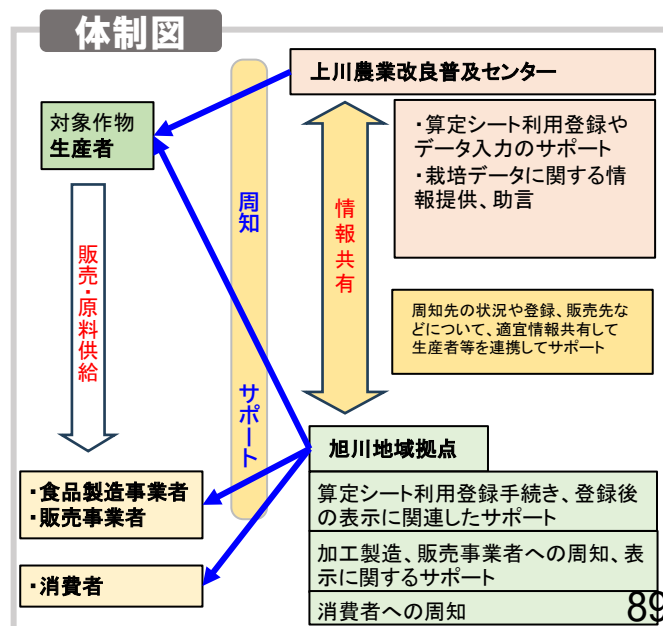 体制図
上川農業改良普及センター
対象作物
生産者
・算定シート利用登録や
データ入力のサポート
・栽培データに関する情
報提供、助言
周知
情報共有
販売・原料供給
周知先の状況や登録、販売先な
どについて、適宜情報共有して
生産者等を連携してサポート
サポート
旭川地域拠点
・食品製造事業者
・販売事業者
算定シート利用登録手続き、登録後
の表示に関連したサポート
加工製造、販売事業者への周知、表
示に関するサポート
・消費者
消費者への周知
89